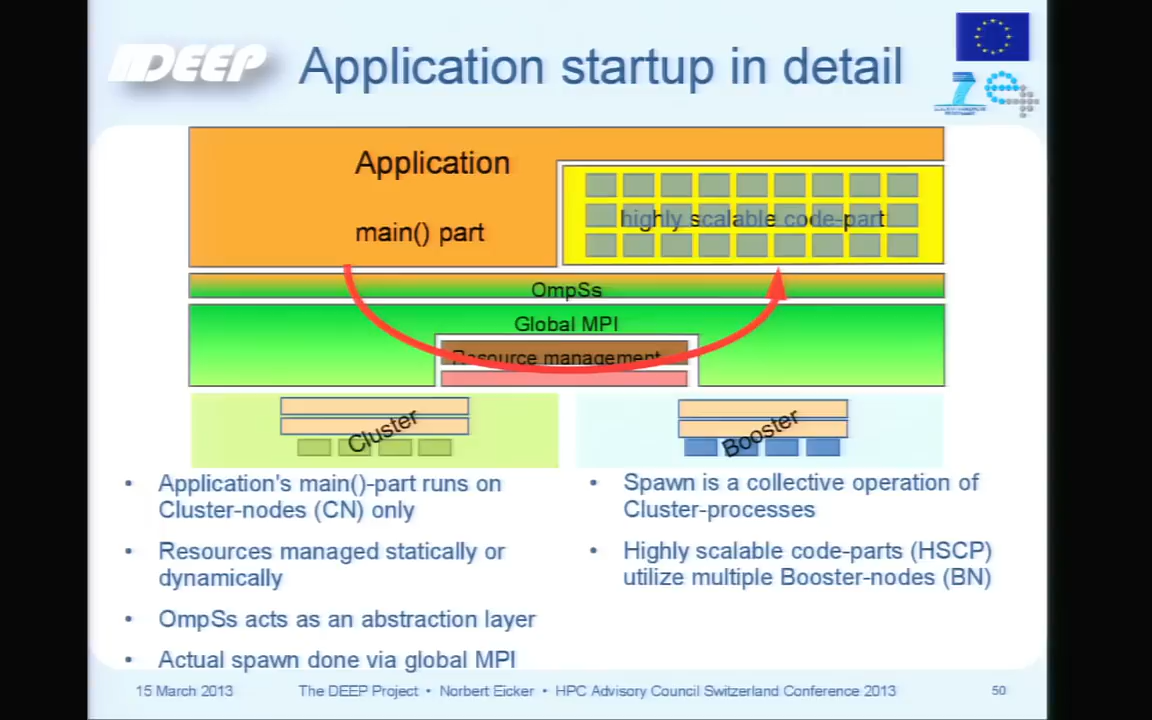 DEEP
Application startup in detail
Application
main() part
highly scalable code-part
OmpSs
Global MPI
Resource management
Cluster
Booster
• Application's main()-part runs on
Cluster-nodes (CN) only
• Resources managed statically or
dynamically
• OmpSs acts as an abstraction layer
• Actual spawn done via global MPI
• Spawn is a collective operation of
Cluster-processes
• Highly scalable code-parts (HSCP)
utilize multiple Booster-nodes (BN)
15 March 2013
The DEEP Project • Norbert Eicker • HPC Advisory Council Switzerland Conference 2013
50